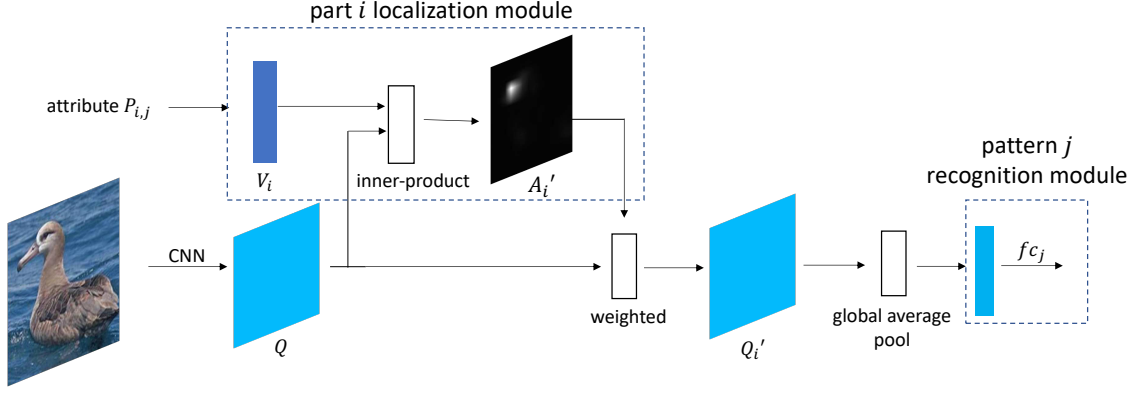 part i localization module
attribute P_{i,j}
V_i
inner-product
A_i′
pattern j
recognition module
CNN
fc_j
weighted
global average
pool
Q
Q_i′